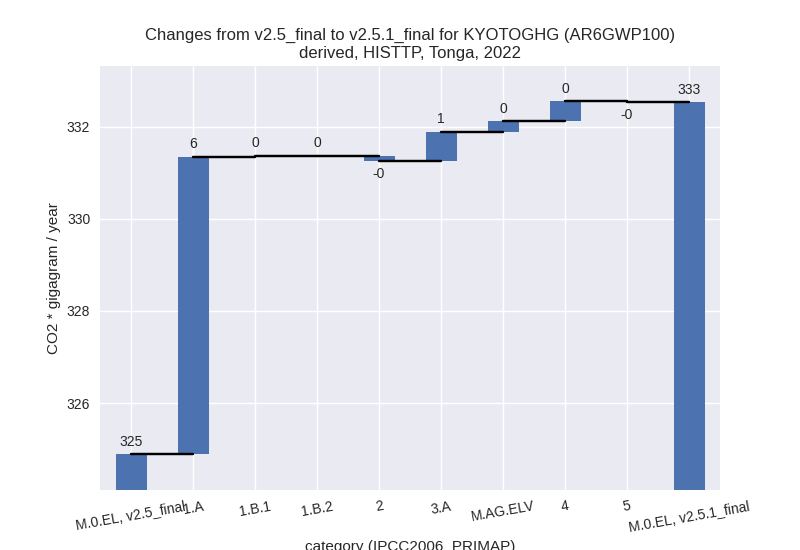 Changes from v2.5_final to v2.5.1_final for KYOTOGHG (AR6GWP100)
derived, HISTTP, Tonga, 2022
CO2 * gigagram / year
332
330
328
326
325
6
0
0
-0
1
0
0
-0
333
M.0.EL, v2.5_final
1.A
1.B.1
1.B.2
2
3.A
M.AG.ELV
4
5
M.0.EL, v2.5.1_final
category (IPCC2006_PRIMAP)